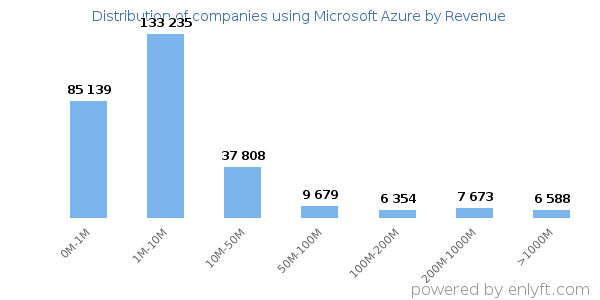 Distribution of companies using Microsoft Azure by Revenue
133 235
85 139
37 808
9 679
6 354
7 673
6 588
0M-1M
1M-10M
10M-50M
50M-100M
100M-200M
200M-1000M
>1000M
powered by enlyft.com